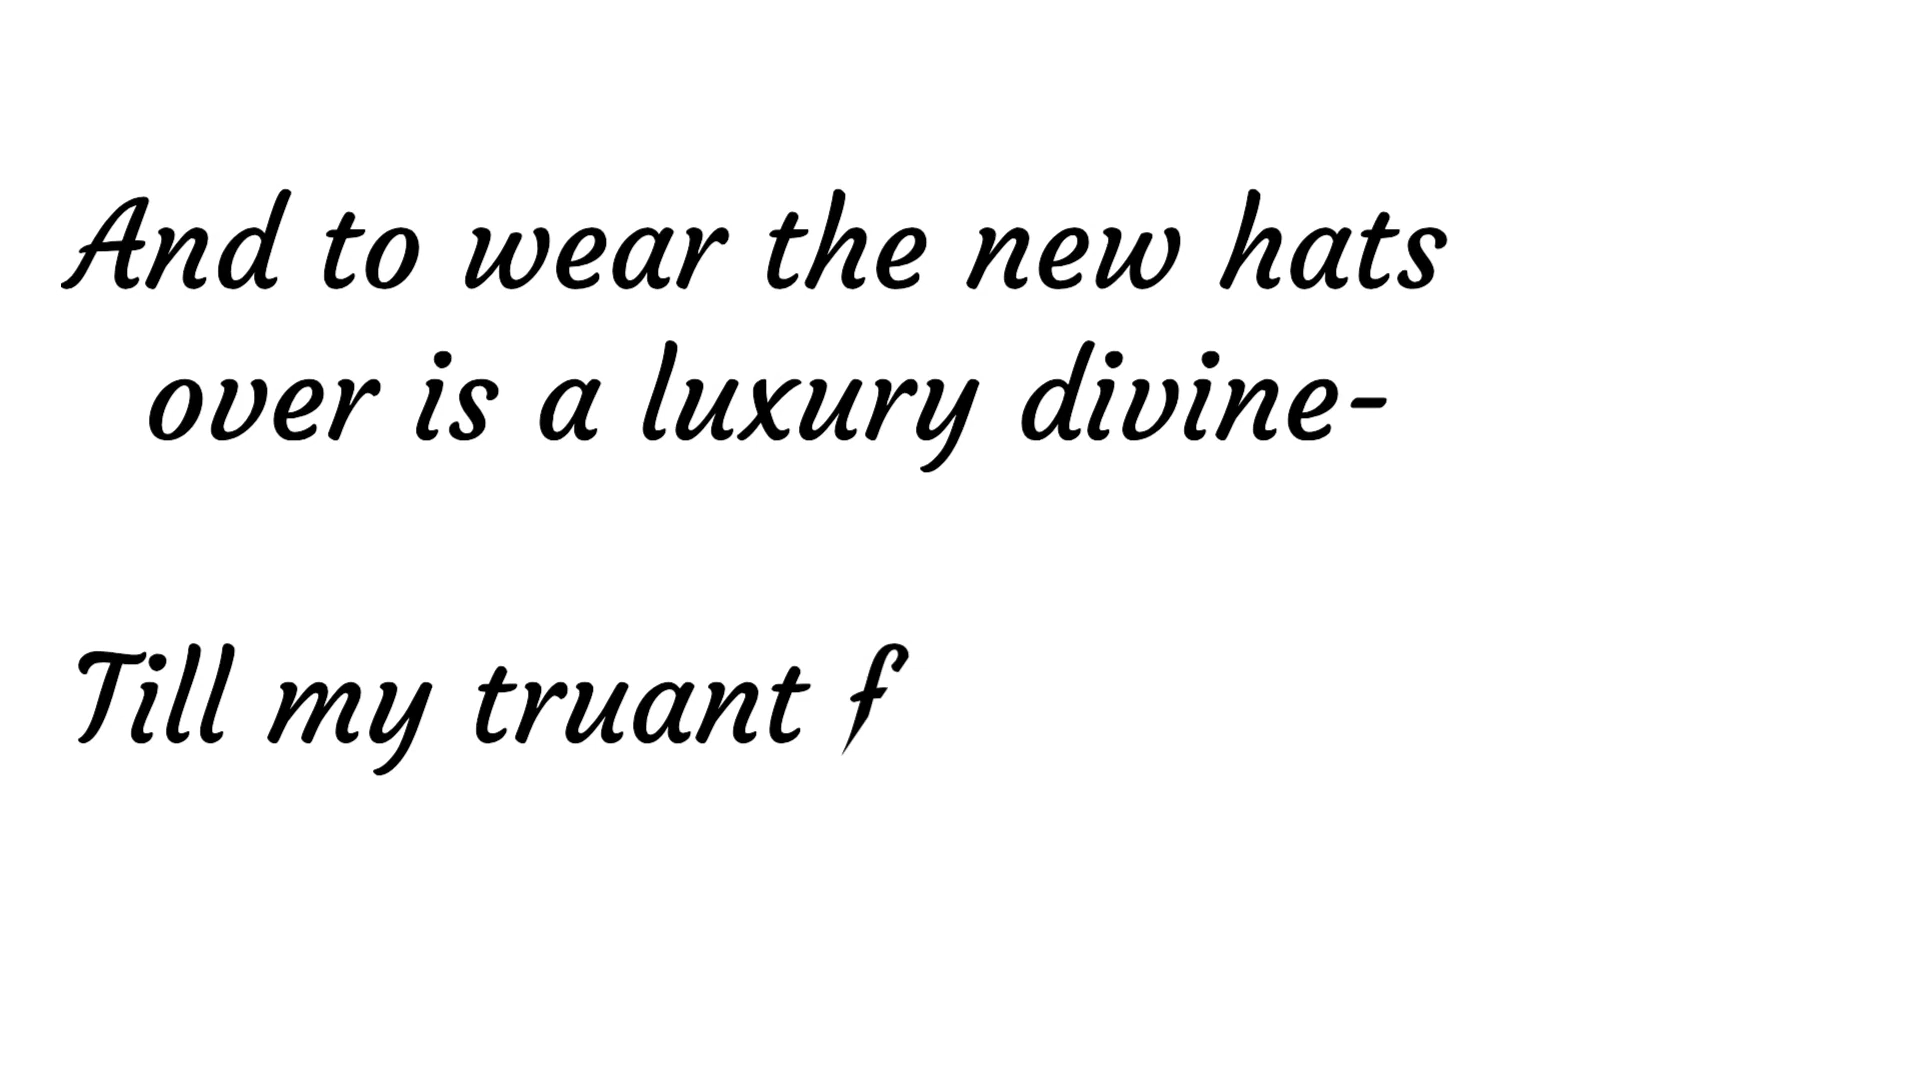 And to wear the new hats
over is a luxury divine-
Till my truant f